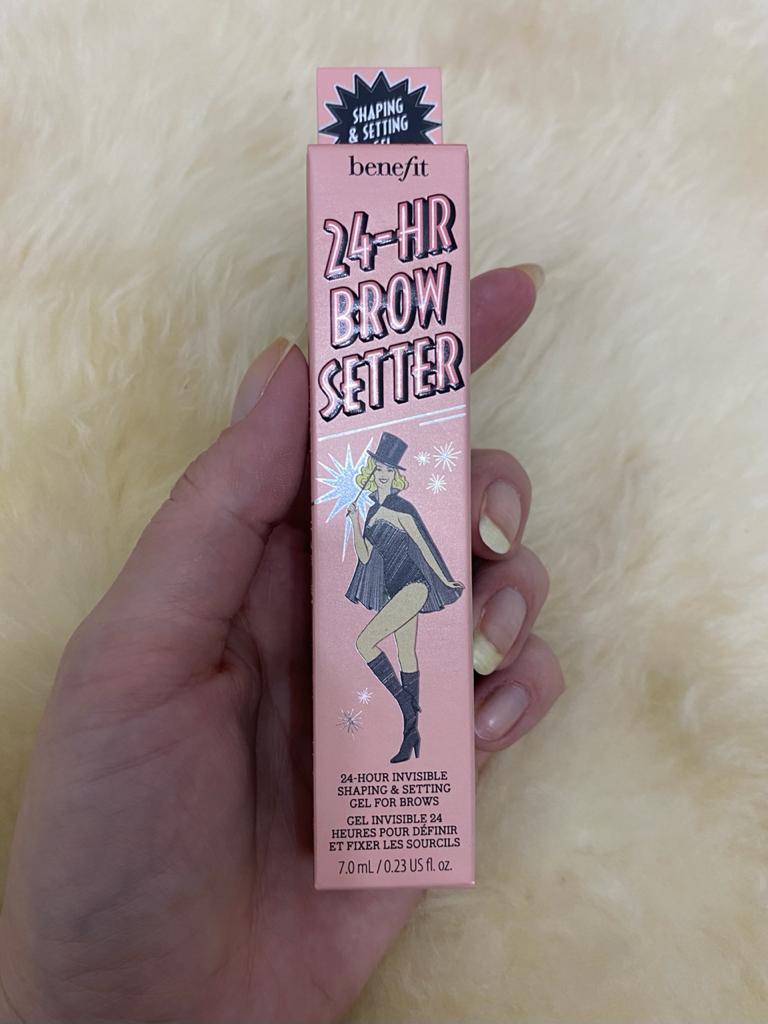 SHAPING
& SETTING
benefit
24-HR
BROW
SETTER
24-HOUR INVISIBLE
SHAPING & SETTING
GEL FOR BROWS
GEL INVISIBLE 24
HEURES POUR DÉFINIR
ET FIXER LES SOURCILS
7.0 mL / 0.23 US fl. oz.